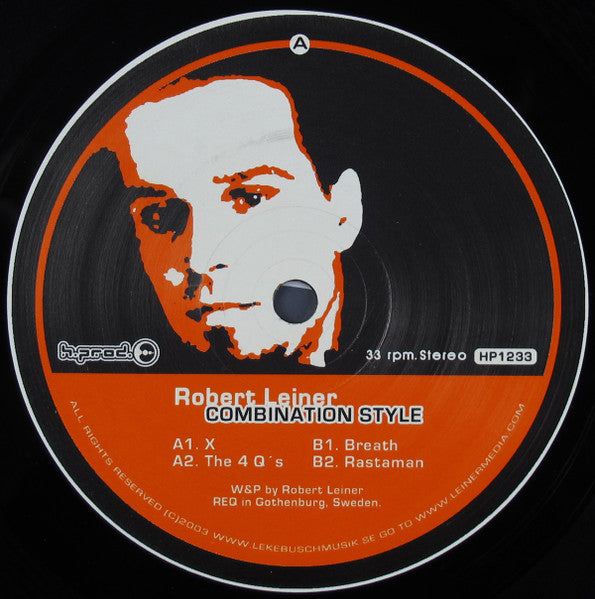 A
h.prod.
33 rpm. Stereo HP1233
Robert Leiner
COMBINATION STYLE
A1. X B1. Breath
A2. The 4 Q´s B2. Rastaman
W&P by Robert Leiner
REQ in Gothenburg, Sweden.
ALL RIGHTS RESERVED (C)2003 WWW.LEKEBUSCHMUSIK.SE GO TO WWW.LEINERMEDIA.COM